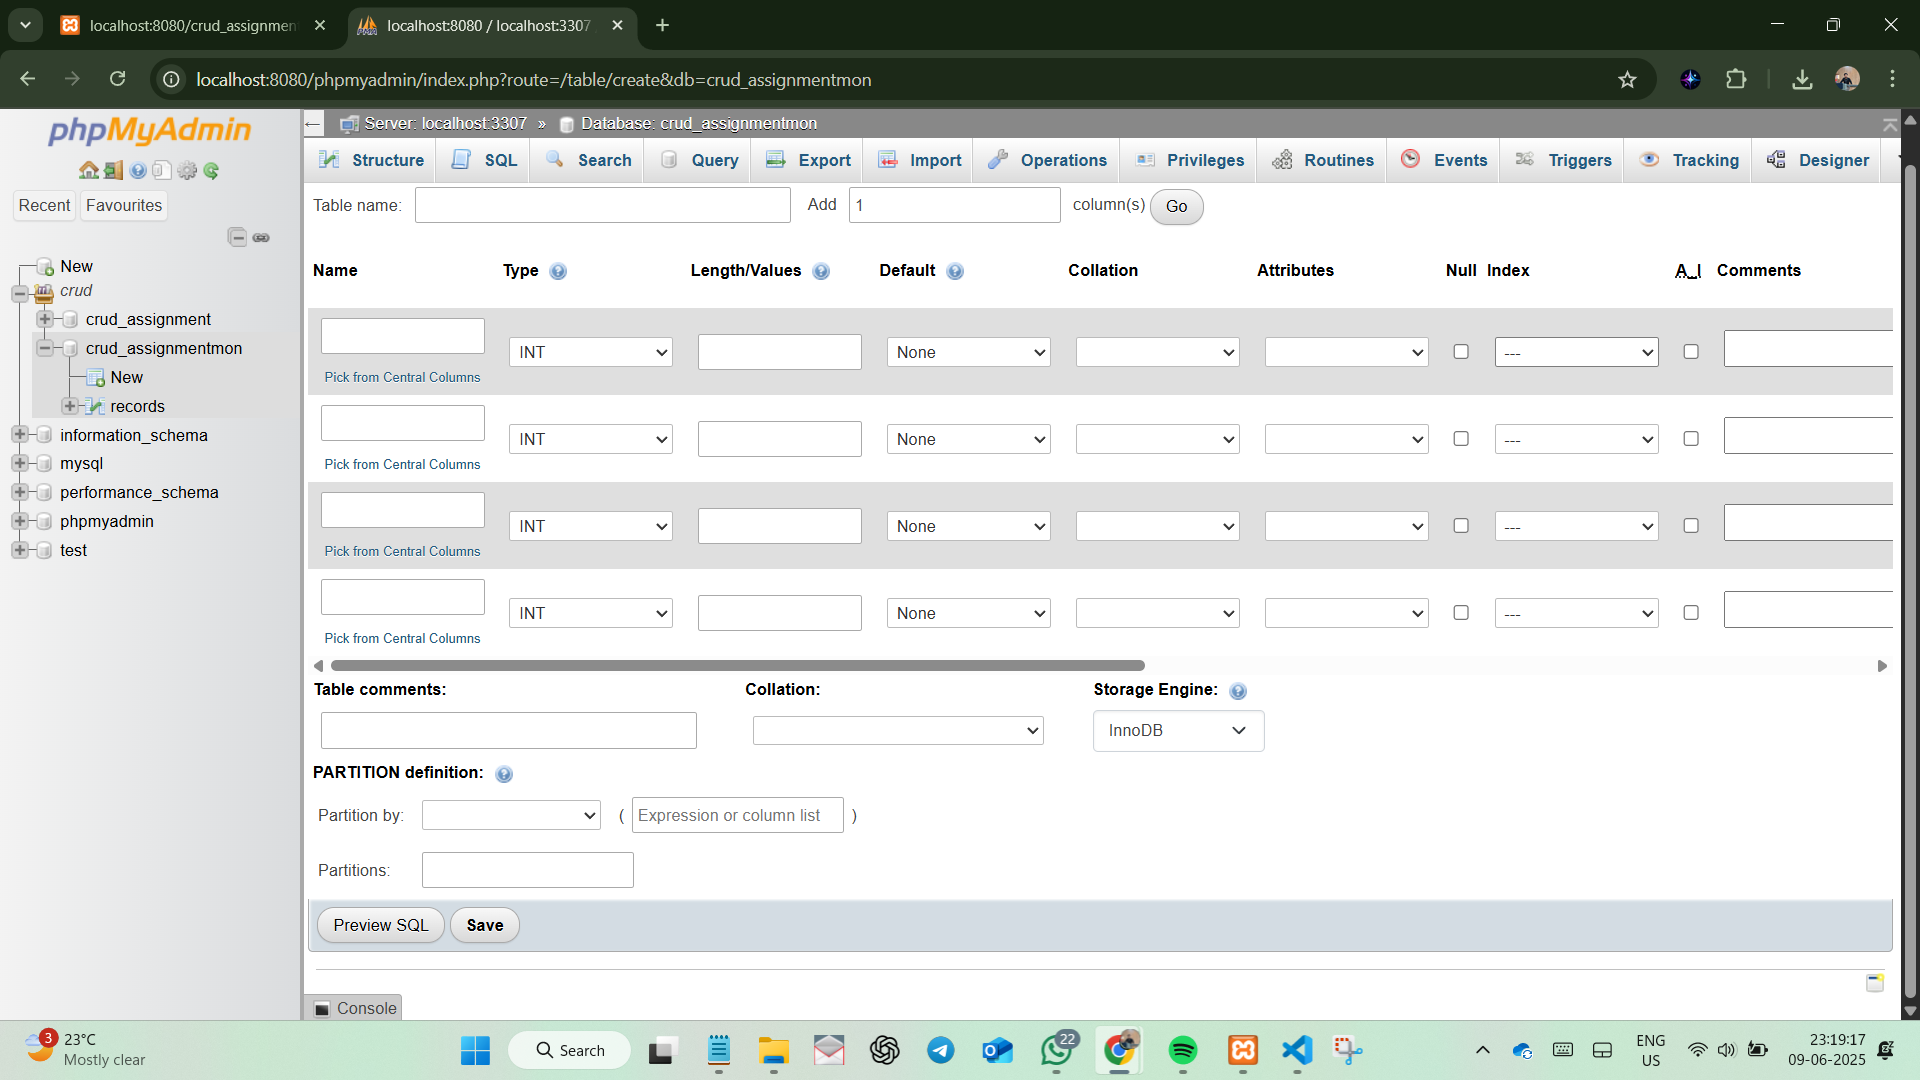 localhost:8080/crud_assignmen
localhost:8080 / localhost:3307
localhost:8080/phpmyadmin/index.php?route=/table/create&db=crud_assignmentmon
phpMyAdmin
Recent Favourites
New
crud
crud_assignment
crud_assignmentmon
New
records
information_schema
mysql
performance_schema
phpmyadmin
test
Server: localhost:3307 » Database: crud_assignmentmon
Structure SQL Search Query Export Import Operations Privileges Routines Events Triggers Tracking Designer
Table name: Add 1 column(s) Go
Name Type Length/Values Default Collation Attributes Null Index A_I Comments
INT None ---
Pick from Central Columns
INT None ---
Pick from Central Columns
INT None ---
Pick from Central Columns
INT None ---
Pick from Central Columns
Table comments: Collation: Storage Engine:
InnoDB
PARTITION definition:
Partition by: ( Expression or column list )
Partitions:
Preview SQL Save
Console
3 23°C
Mostly clear
Search
22
ENG
US
23:19:17
09-06-2025